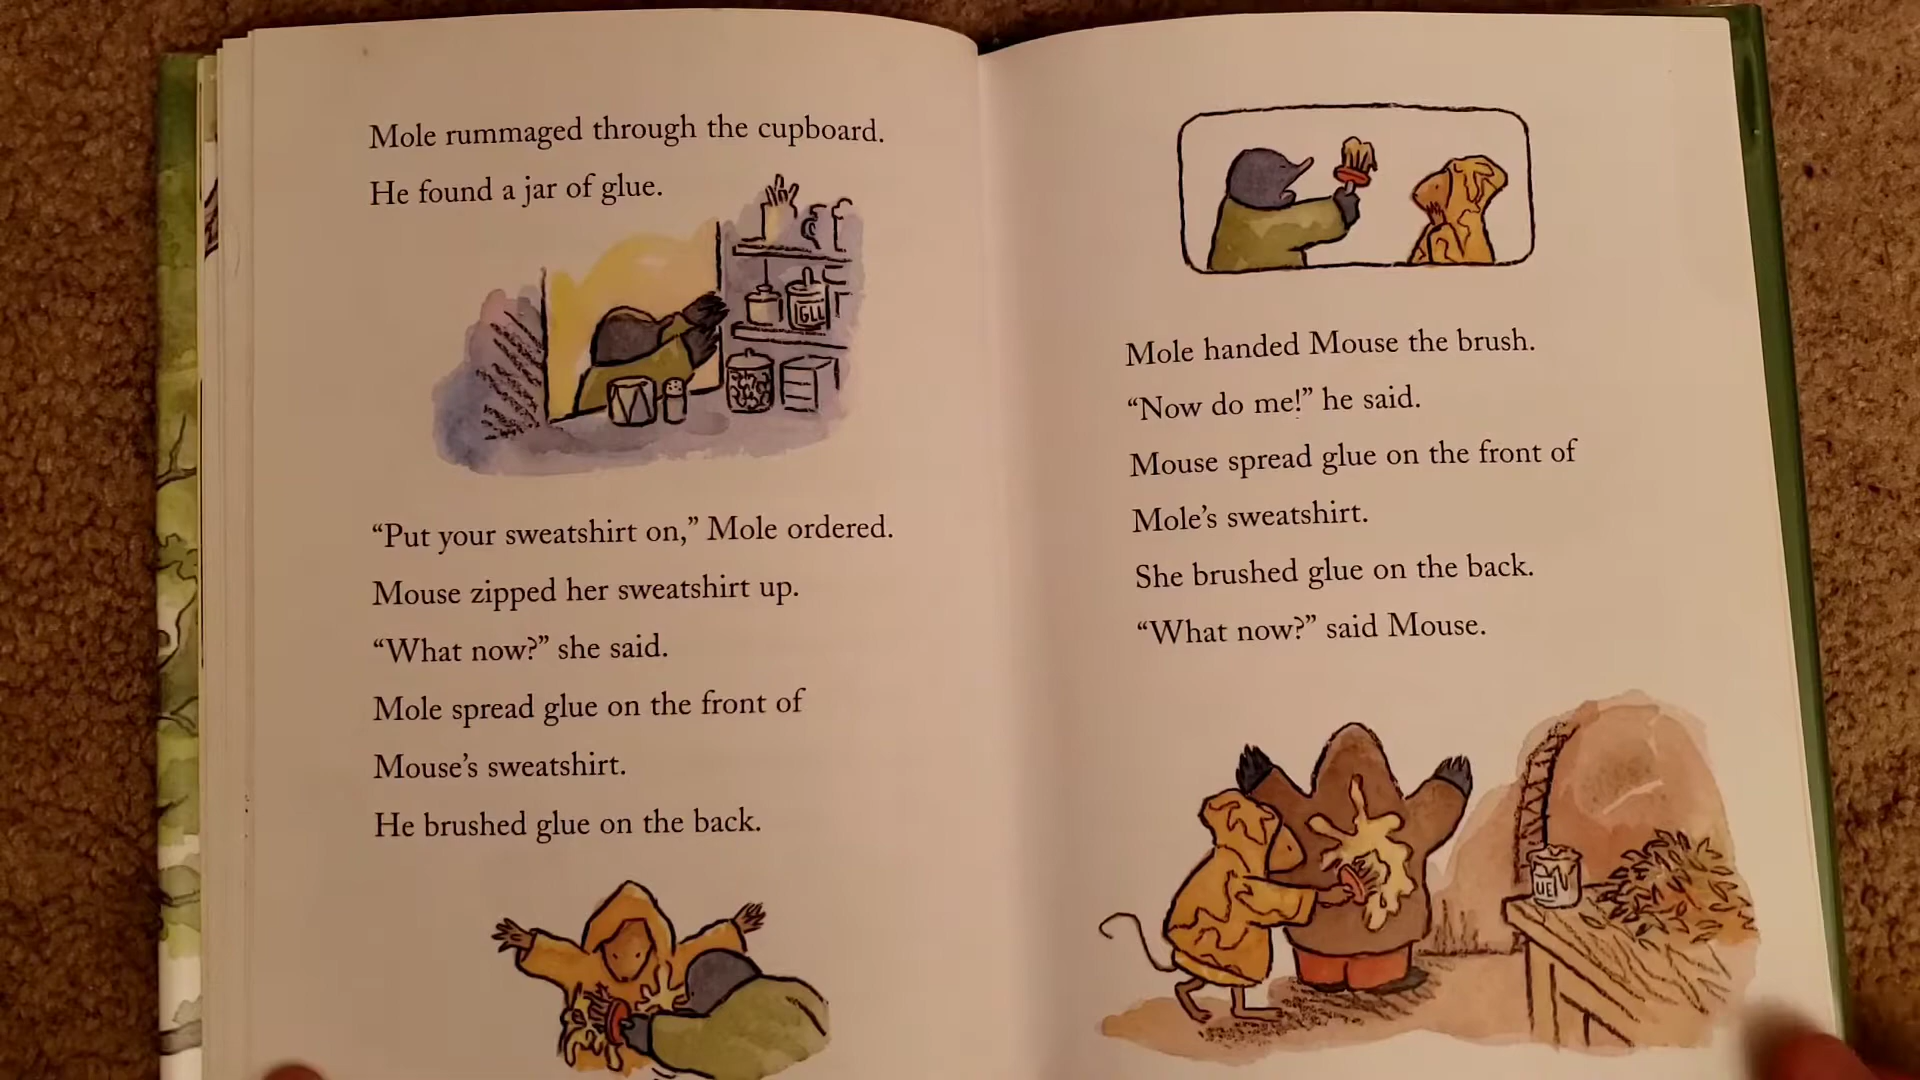 Mole rummaged through the cupboard.
He found a jar of glue.
GLU
“Put your sweatshirt on,” Mole ordered.
Mouse zipped her sweatshirt up.
“What now?” she said.
Mole spread glue on the front of
Mouse’s sweatshirt.
He brushed glue on the back.
Mole handed Mouse the brush.
“Now do me!” he said.
Mouse spread glue on the front of
Mole’s sweatshirt.
She brushed glue on the back.
“What now?” said Mouse.
UE